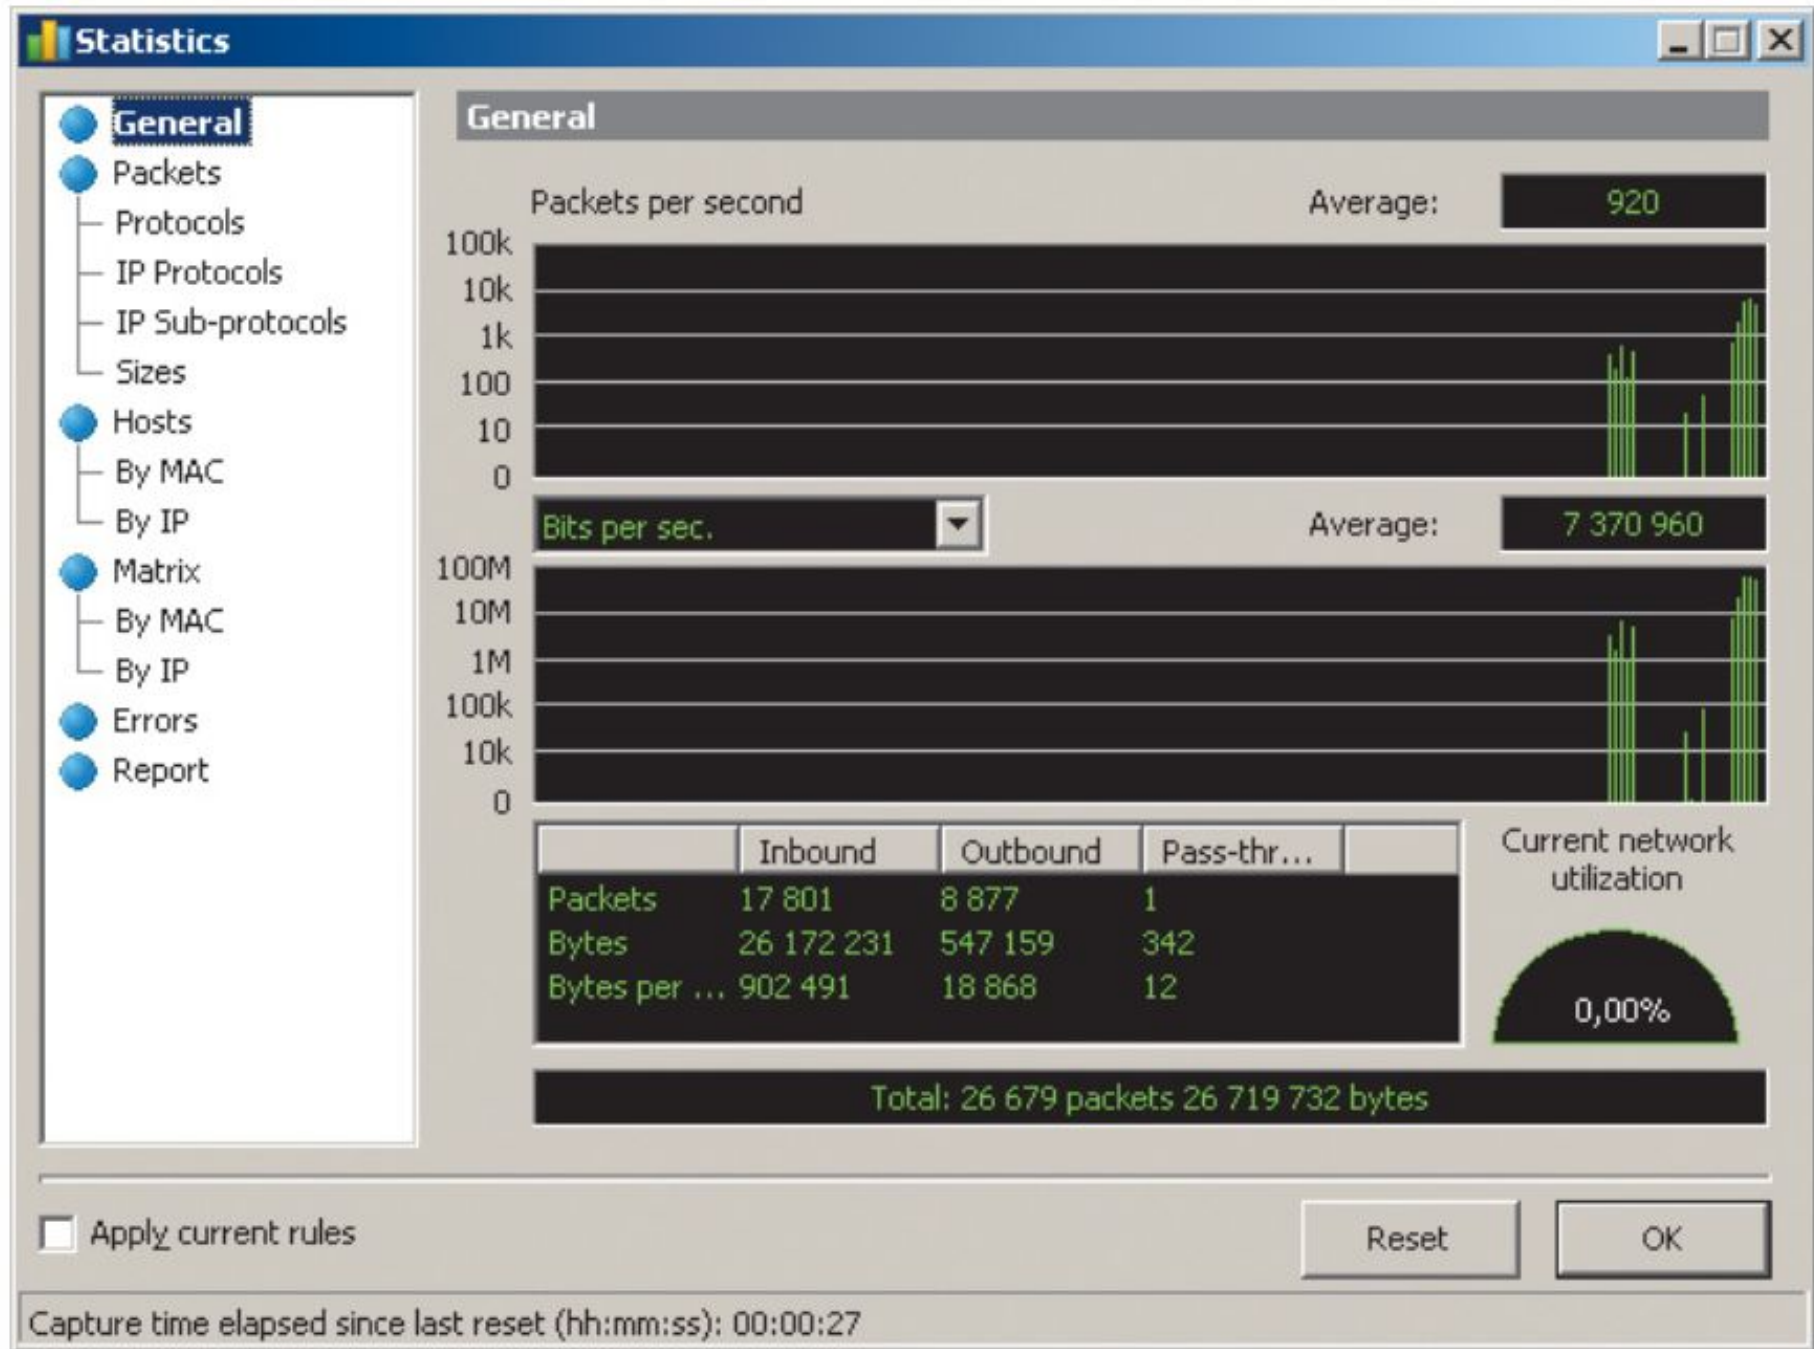 Statistics
General
Packets
Protocols
IP Protocols
IP Sub-protocols
Sizes
Hosts
By MAC
By IP
Matrix
By MAC
By IP
Errors
Report
General
Packets per second Average: 920
100k
10k
1k
100
10
0
Bits per sec. Average: 7 370 960
100M
10M
1M
100k
10k
0
Inbound Outbound Pass-thr...
Packets 17 801 8 877 1
Bytes 26 172 231 547 159 342
Bytes per ... 902 491 18 868 12
Current network
utilization
0,00%
Total: 26 679 packets 26 719 732 bytes
Apply current rules
Reset OK
Capture time elapsed since last reset (hh:mm:ss): 00:00:27